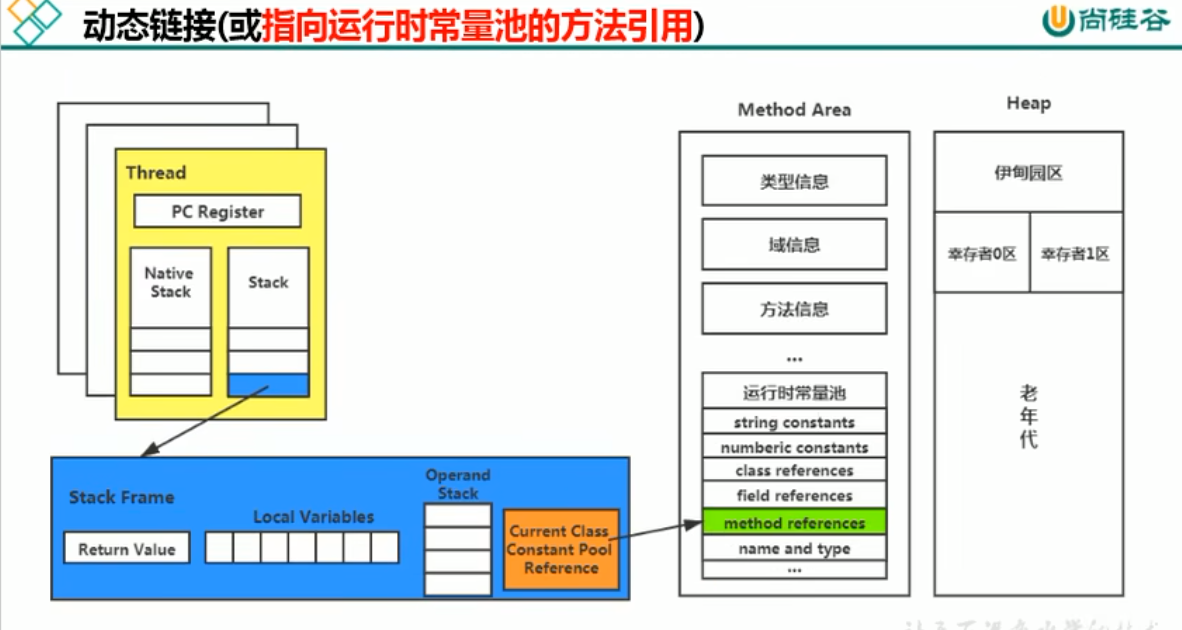 动态链接(或指向运行时常量池的方法引用)
尚硅谷
Thread
PC Register
Native
Stack
Stack
Stack Frame
Return Value
Local Variables
Operand
Stack
Current Class
Constant Pool
Reference
Method Area
类型信息
域信息
方法信息
...
运行时常量池
string constants
numberic constants
class references
field references
method references
name and type
...
Heap
伊甸园区
幸存者0区
幸存者1区
老
年
代